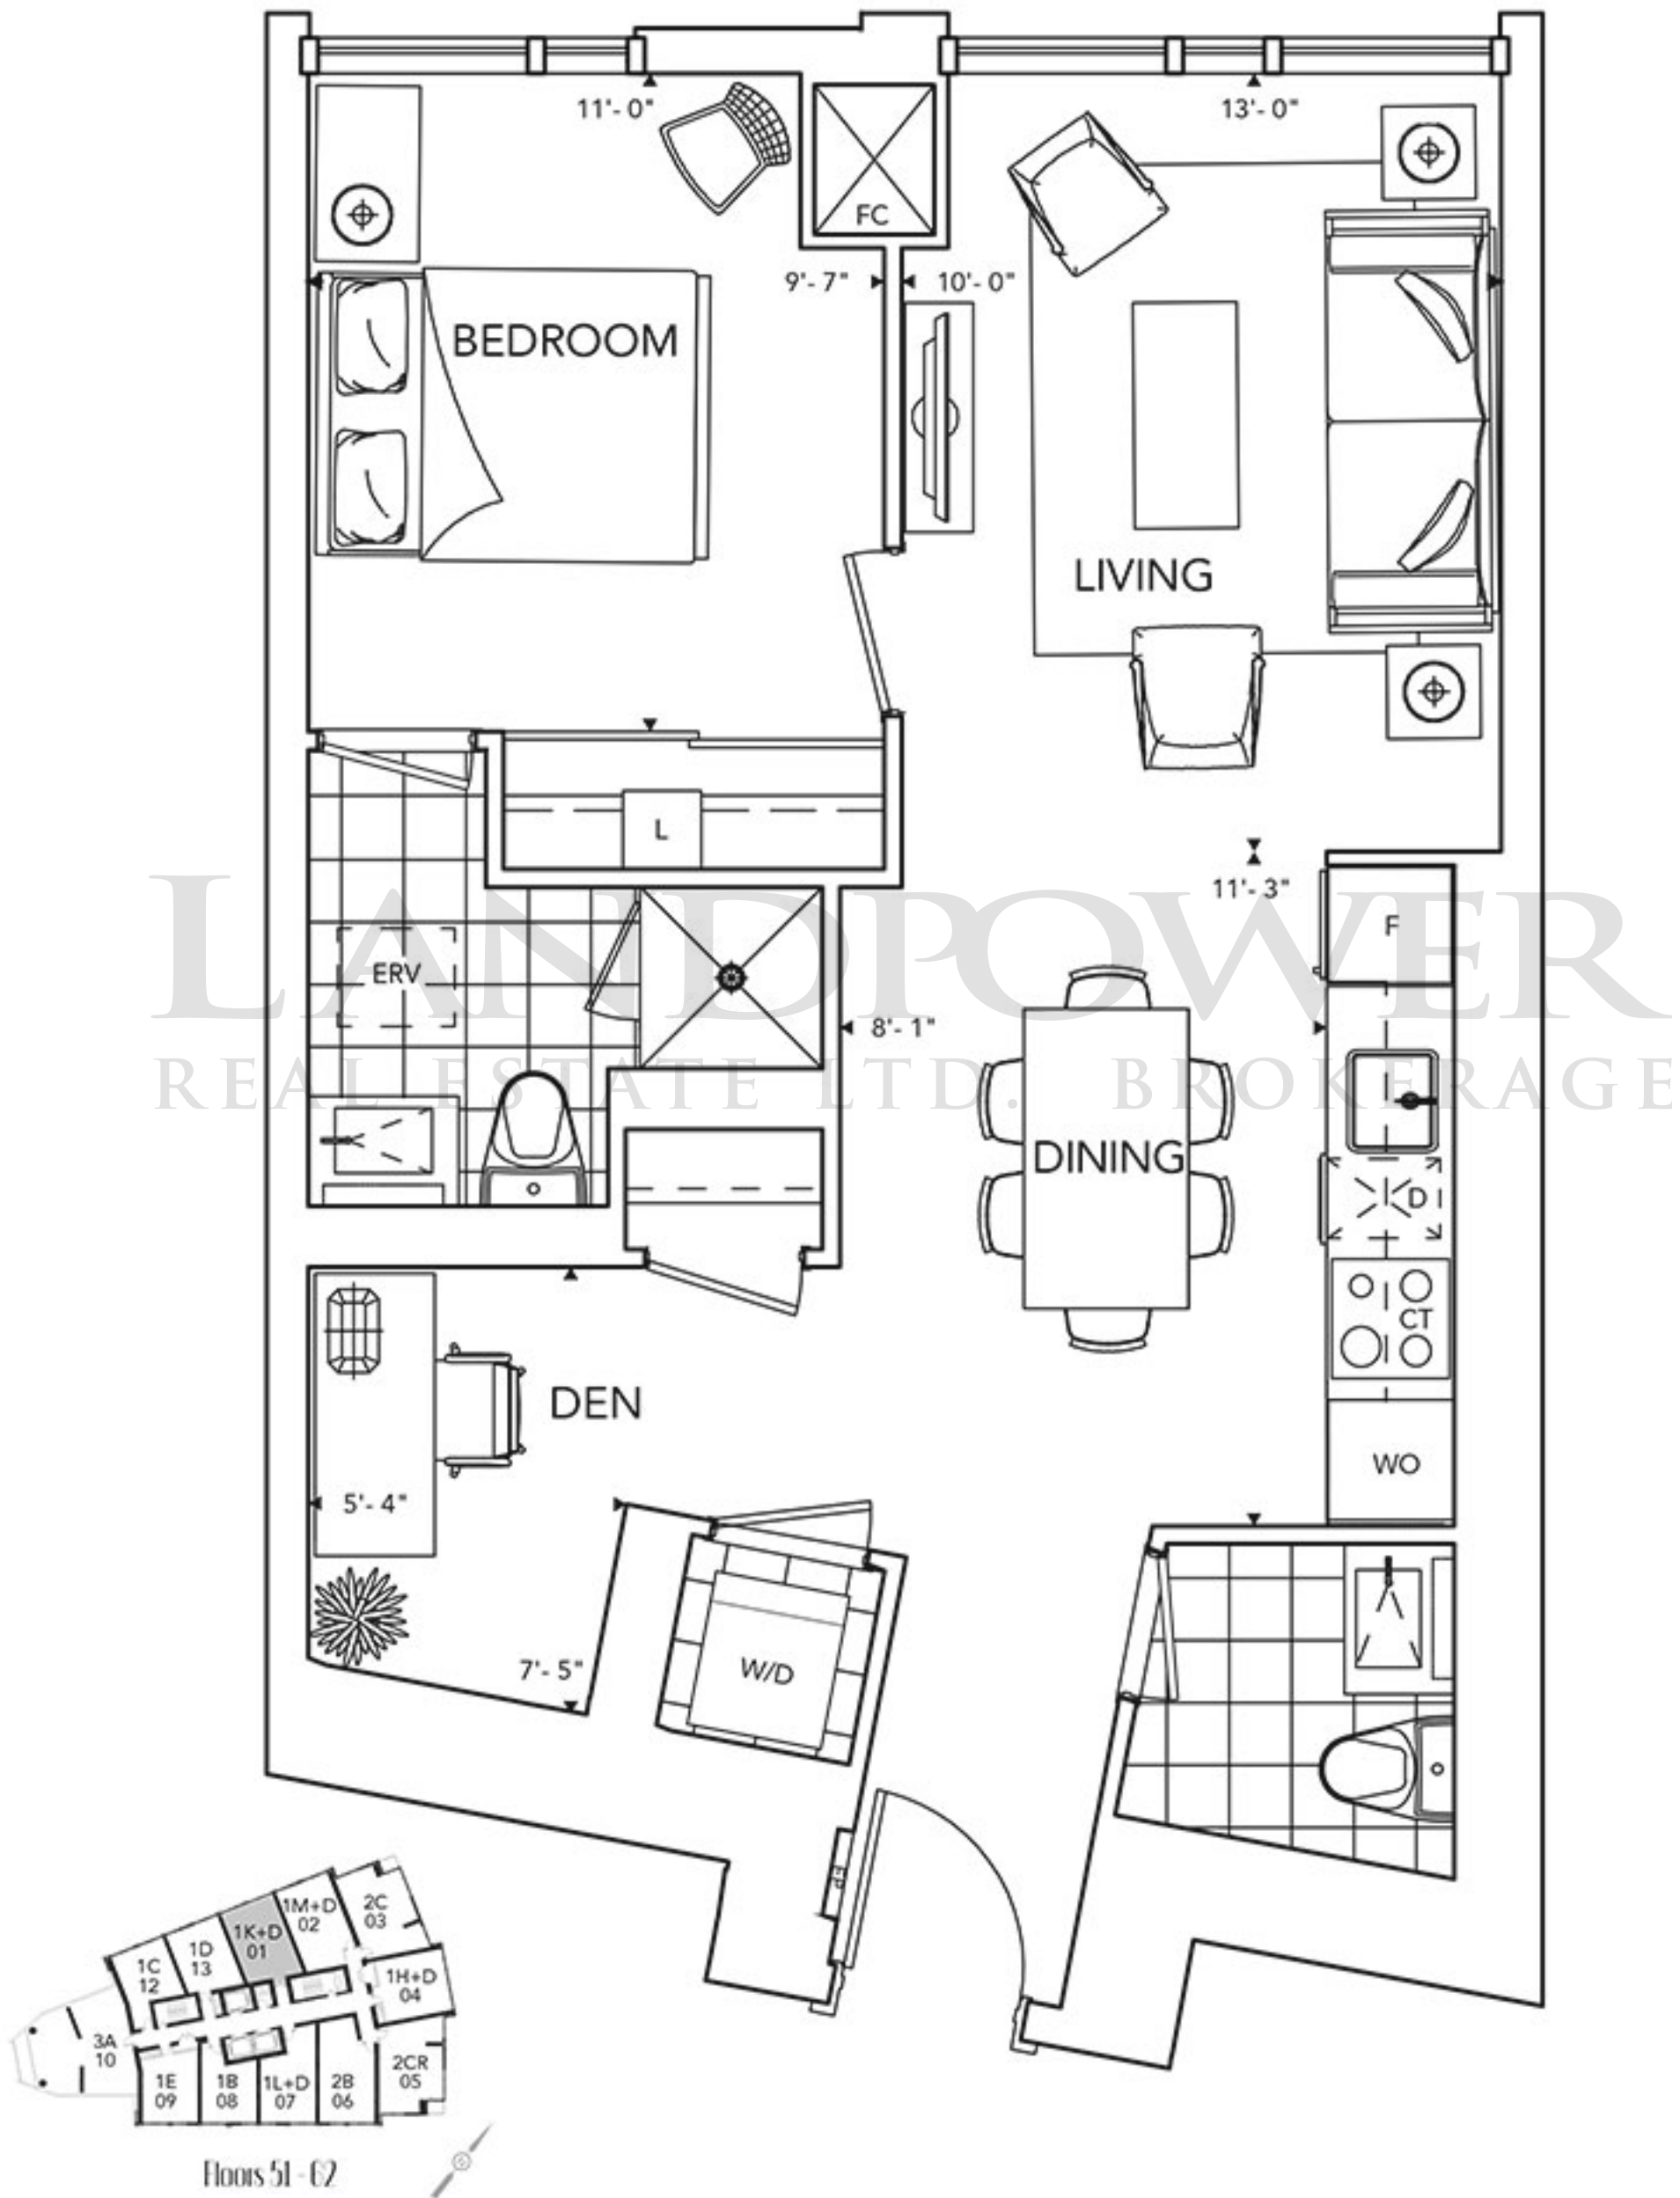 11'- 0"
13'- 0"
FC
9'- 7"
10'- 0"
BEDROOM
LIVING
L
11'- 3"
LANDPOWER
F
ERV
8'- 1"
REAL ESTATE LTD. BROKERAGE
DINING
D
CT
DEN
WO
5'- 4"
7'- 5"
W/D
1M+D
02
2C
03
1K+D
01
1D
13
1C
12
1H+D
04
3A
10
2CR
05
1E
09
1B
08
1L+D
07
2B
06
Floors 51 - 62